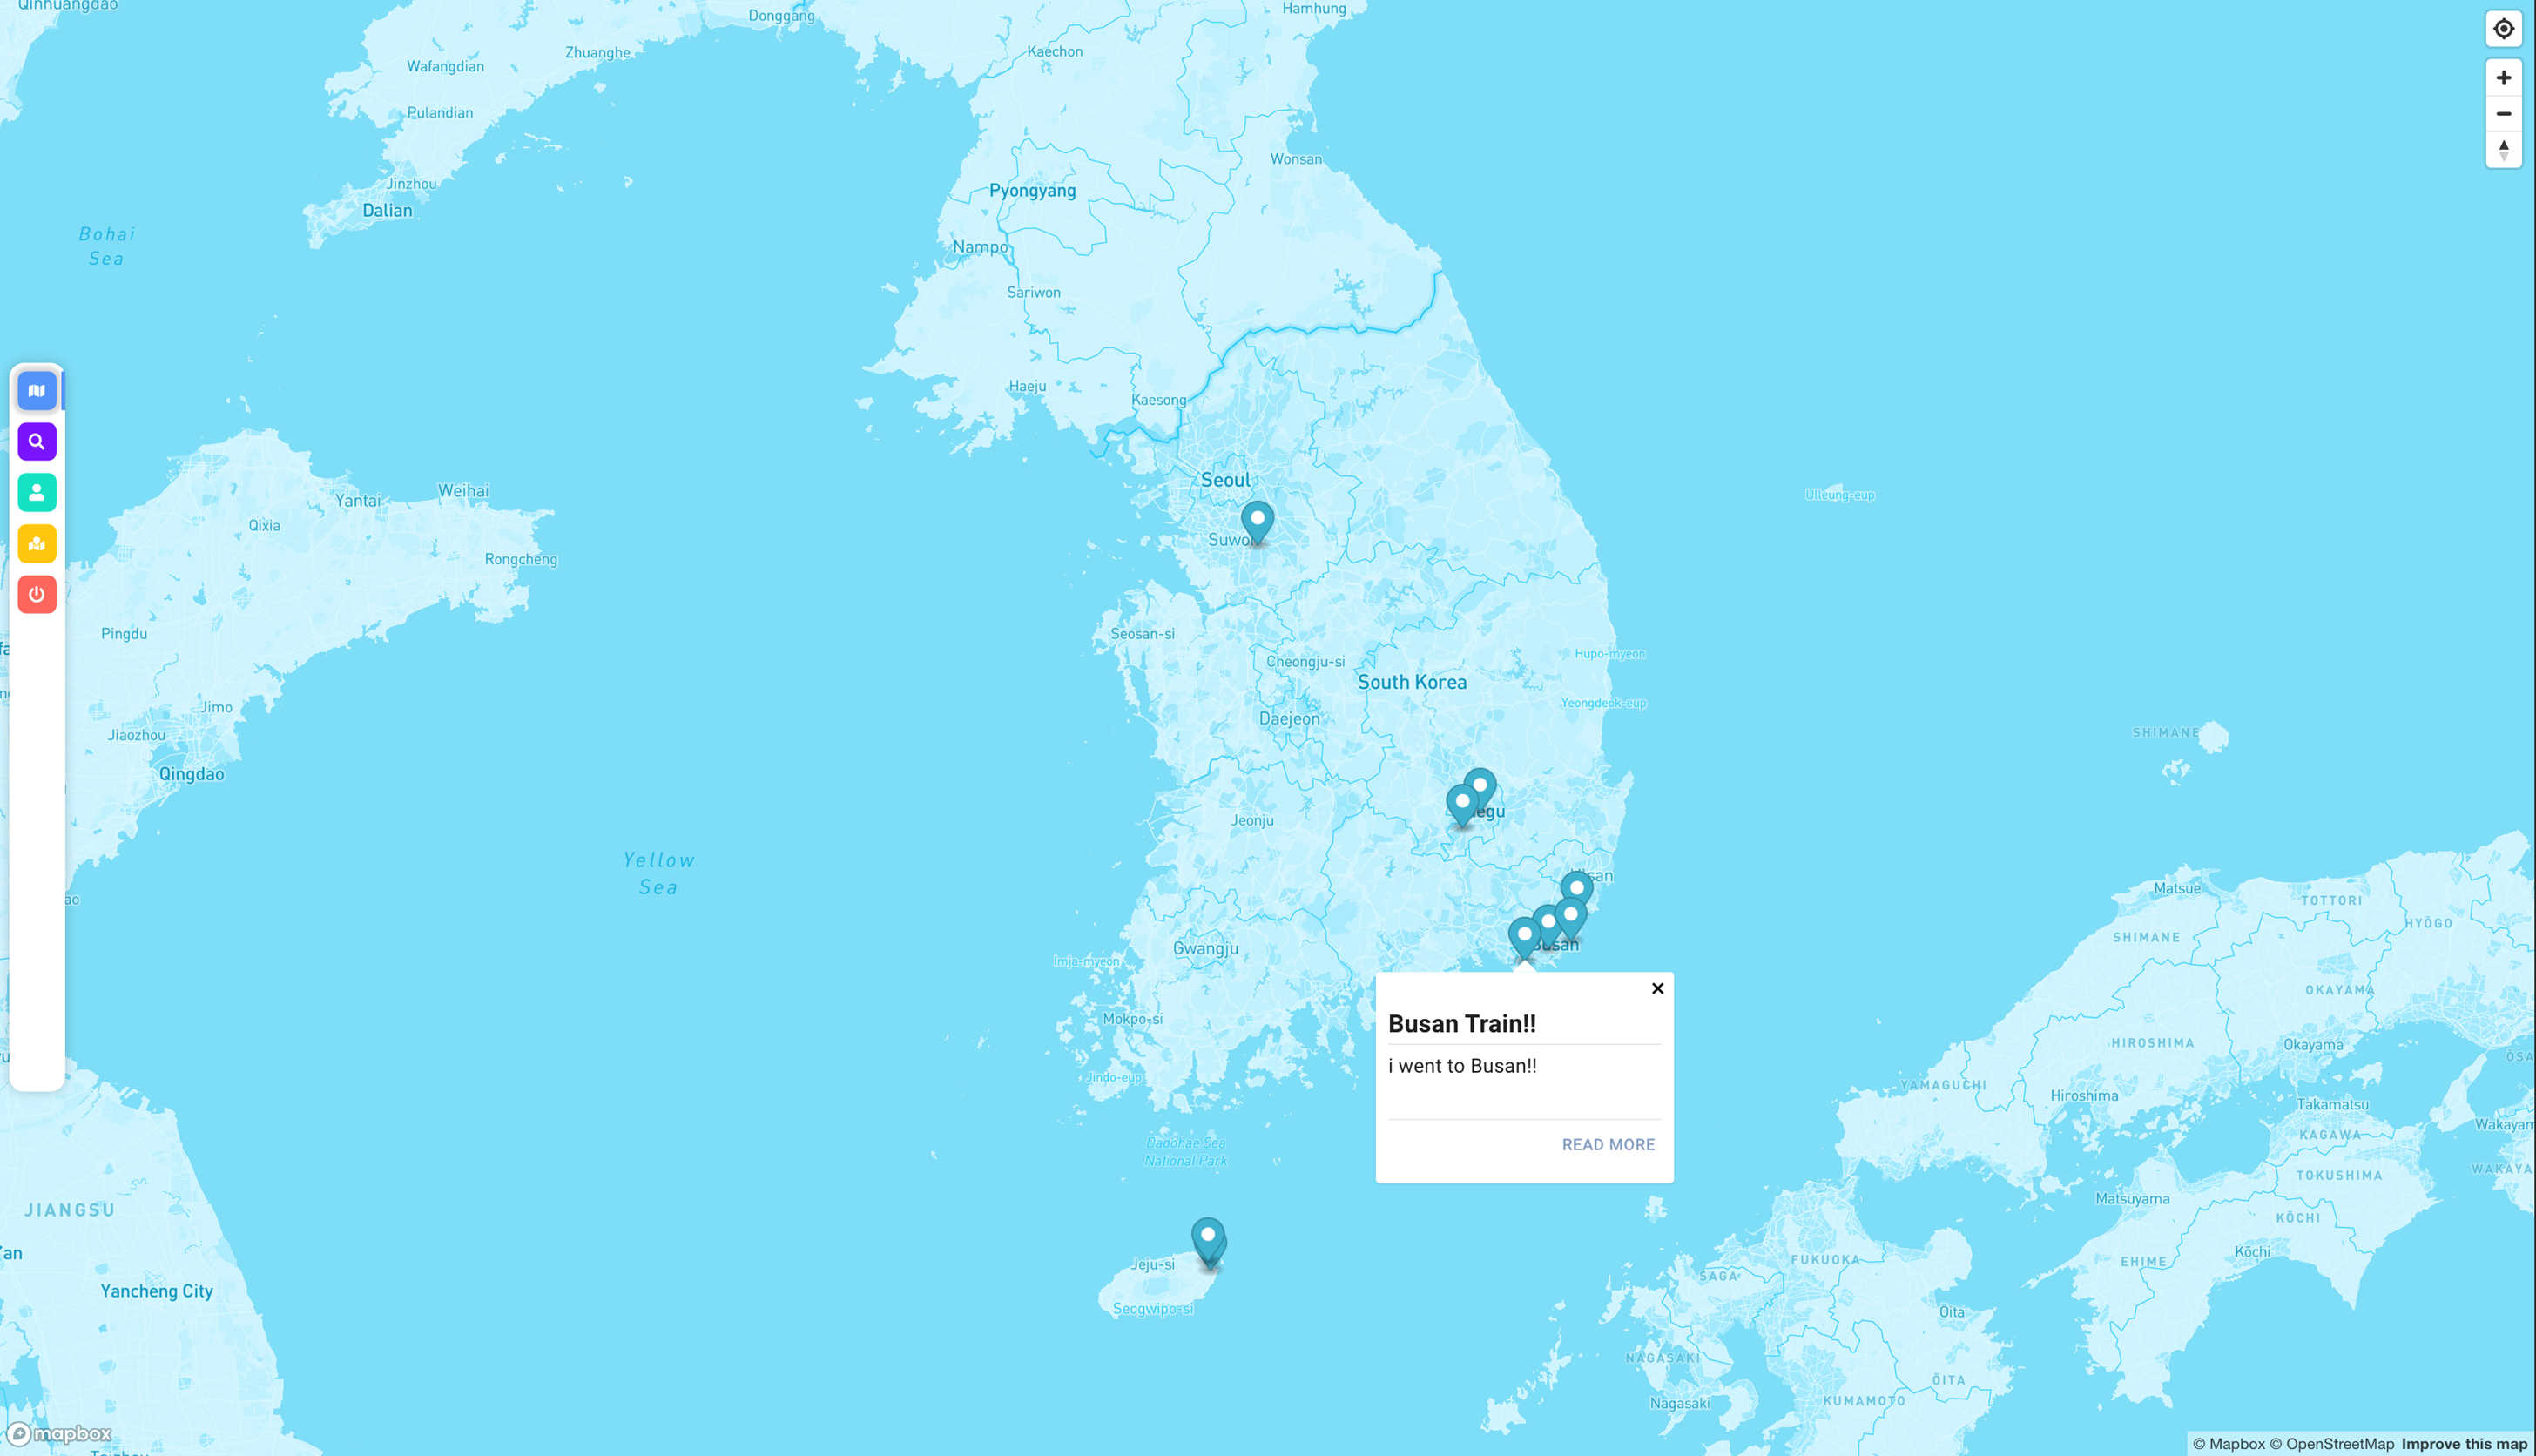 Qinhuangdao
Donggang
Hamhung
Zhuanghe
Kaechon
Wafangdian
Pulandian
Wonsan
Jinzhou
Pyongyang
Dalian
Bohai
Sea
Nampo
Sariwon
Haeju
Kaesong
Seoul
Weihai
Yantai
Ulleung-eup
Qixia
Rongcheng
Pingdu
Seosan-si
Hupo-myeon
Cheongju-si
South Korea
Yeongdeok-eup
Jimo
Daejeon
Jiaozhou
SHIMANE
Qingdao
Jeonju
Yellow
Sea
Matsue
TOTTORI
HYŌGO
SHIMANE
Busan
Gwangju
Imja-myeon
OKAYAMA
Mokpo-si
Busan Train!!
i went to Busan!!
READ MORE
HIROSHIMA
Okayama
Jindo-eup
YAMAGUCHI
Hiroshima
Takamatsu
KAGAWA
Dadohae Sea
National Park
TOKUSHIMA
Matsuyama
JIANGSU
KŌCHI
Kōchi
Jeju-si
FUKUOKA
EHIME
SAGA
Yancheng City
Seogwipo-si
Ōita
NAGASAKI
ŌITA
KUMAMOTO
Nagasaki
mapbox
© Mapbox © OpenStreetMap Improve this map